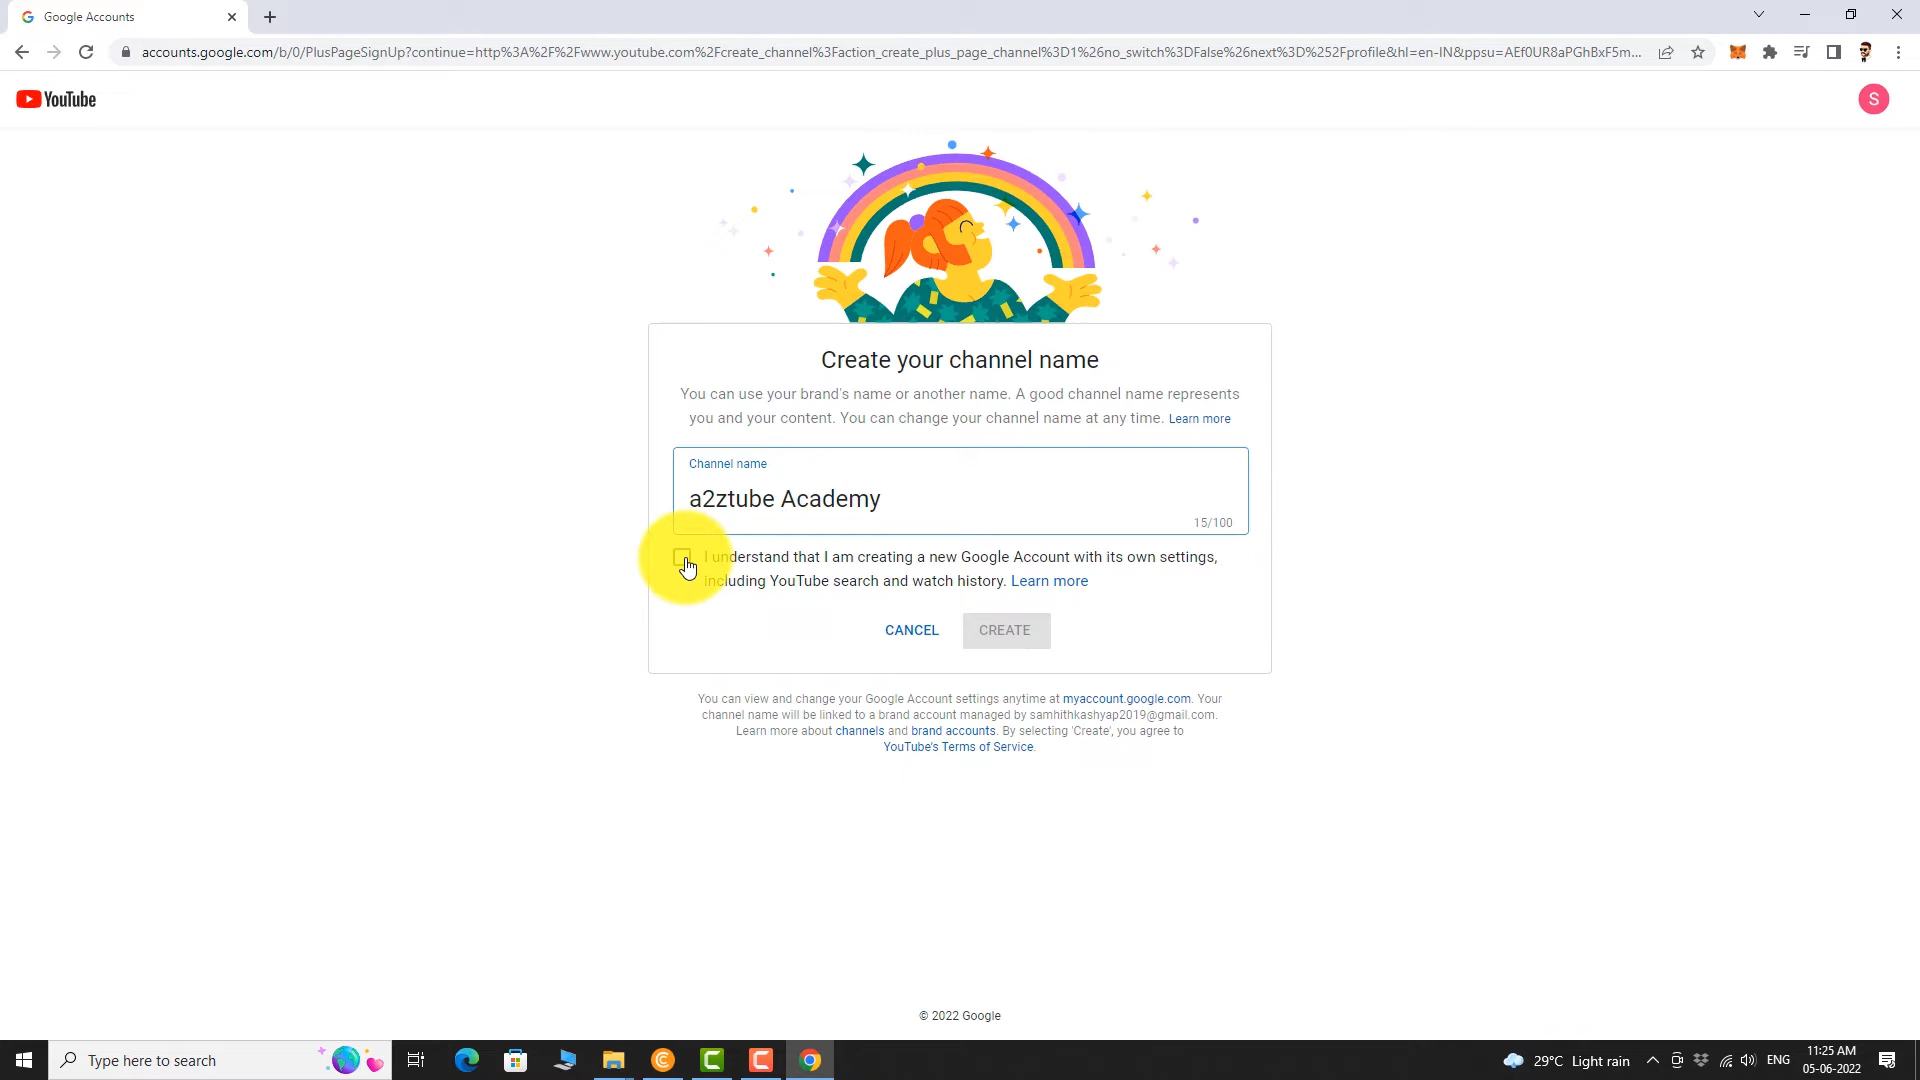 Google Accounts
accounts.google.com/b/0/PlusPageSignUp?continue=http%3A%2F%2Fwww.youtube.com%2Fcreate_channel%3Faction_create_plus_page_channel%3D1%26no_switch%3DFalse%26next%3D%252Fprofile&hl=en-IN&ppsu=AEf0UR8aPGhBxF5m...
YouTube
S
Create your channel name
You can use your brand's name or another name. A good channel name represents
you and your content. You can change your channel name at any time. Learn more
Channel name
a2ztube Academy
15/100
I understand that I am creating a new Google Account with its own settings,
including YouTube search and watch history. Learn more
CANCEL CREATE
You can view and change your Google Account settings anytime at myaccount.google.com. Your
channel name will be linked to a brand account managed by samhithkashyap2019@gmail.com.
Learn more about channels and brand accounts. By selecting 'Create', you agree to
YouTube's Terms of Service.
© 2022 Google
Type here to search
29°C Light rain
ENG
11:25 AM
05-06-2022